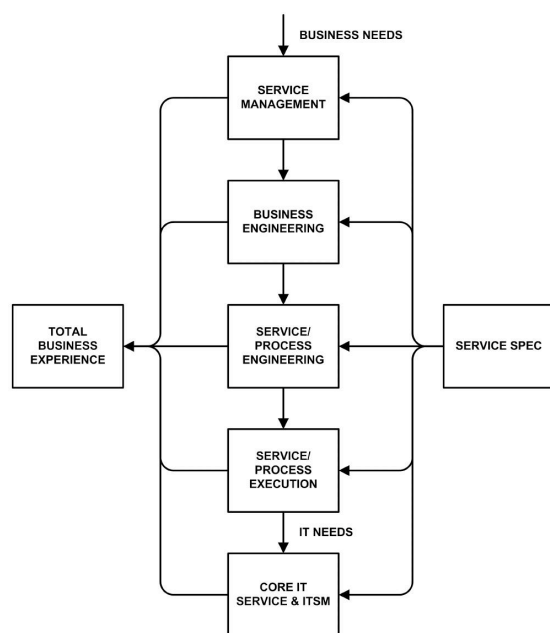 BUSINESS NEEDS
SERVICE
MANAGEMENT
BUSINESS
ENGINEERING
TOTAL
BUSINESS
EXPERIENCE
SERVICE/
PROCESS
ENGINEERING
SERVICE SPEC
SERVICE/
PROCESS
EXECUTION
IT NEEDS
CORE IT
SERVICE & ITSM